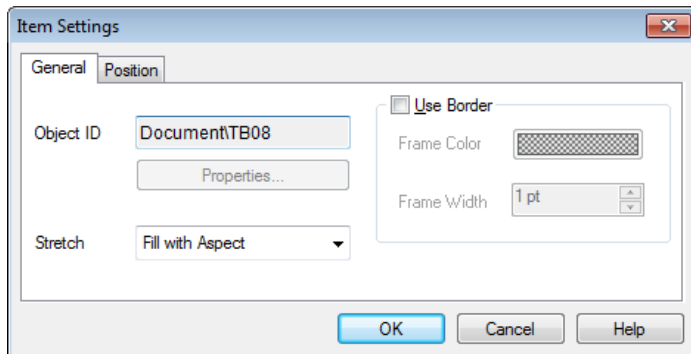 Item Settings
General
Position
Object ID
Document\TB08
Properties...
Stretch
Fill with Aspect
Use Border
Frame Color
Frame Width
1 pt
OK
Cancel
Help